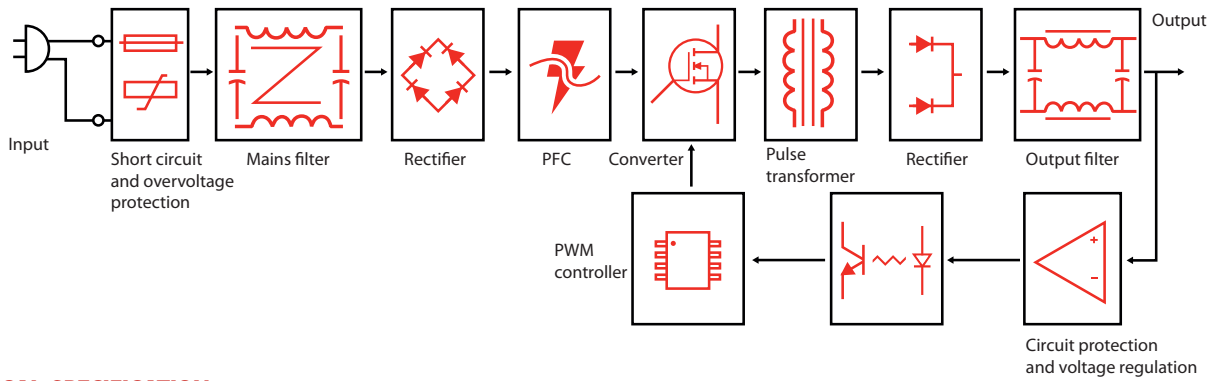 Output
Input
Short circuit
and overvoltage
protection
Mains filter
Rectifier
PFC
Converter
Pulse
transformer
Rectifier
Output filter
PWM
controller
+
-
Circuit protection
and voltage regulation